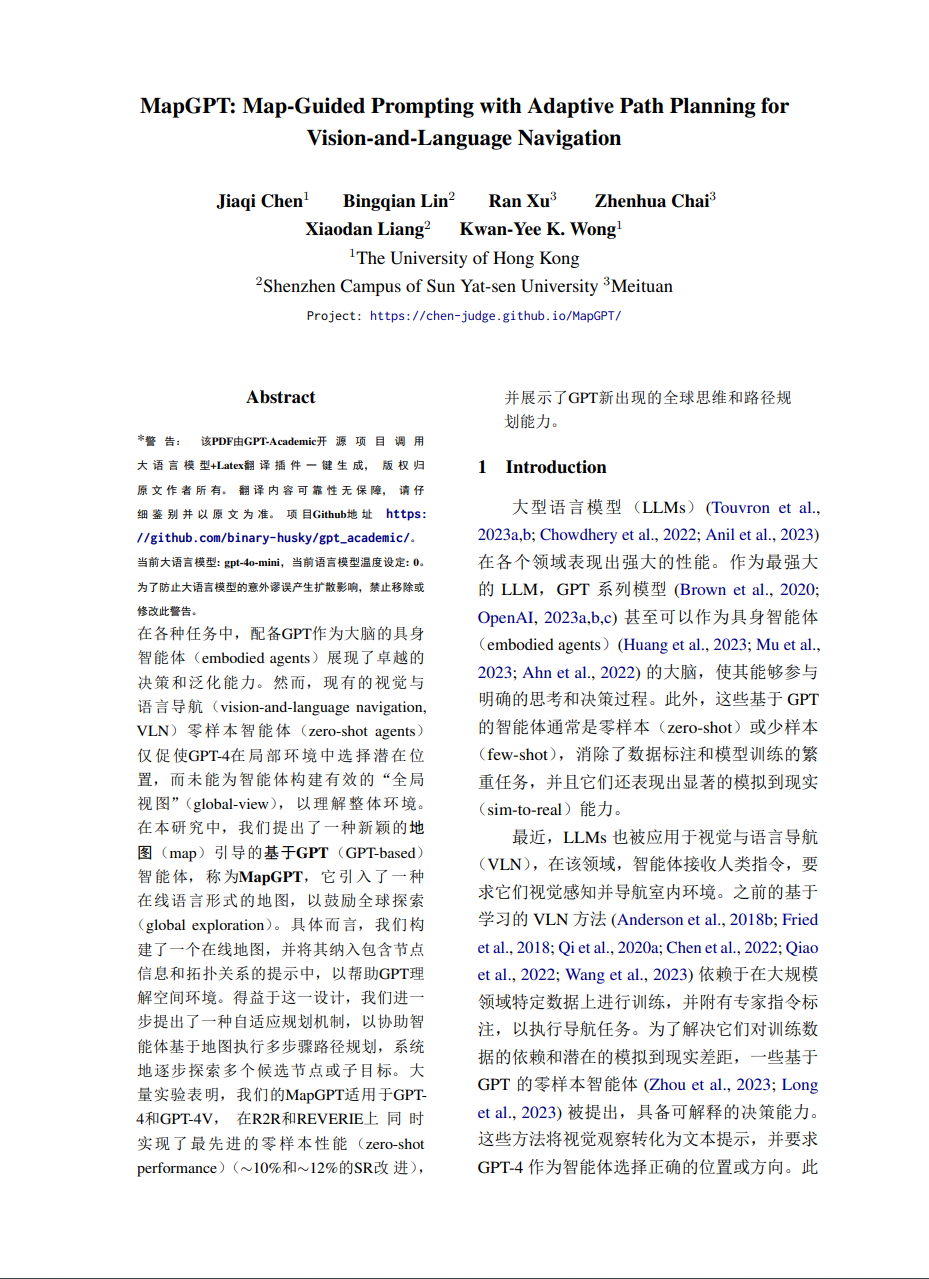 MapGPT: Map-Guided Prompting with Adaptive Path Planning for
Vision-and-Language Navigation
Jiaqi Chen1 Bingqian Lin2 Ran Xu3 Zhenhua Chai3
Xiaodan Liang2 Kwan-Yee K. Wong1
1The University of Hong Kong
2Shenzhen Campus of Sun Yat-sen University 3Meituan
Project: https://chen-judge.github.io/MapGPT/
Abstract
*警告： 该PDF由GPT-Academic开源项目调用
大语言模型+Latex翻译插件一键生成，版权归
原文作者所有。翻译内容可靠性无保障，请仔
细鉴别并以原文为准。项目Github地址 https:
//github.com/binary-husky/gpt_academic/。
当前大语言模型: gpt-4o-mini，当前语言模型温度设定: 0。
为了防止大语言模型的意外谬误产生扩散影响，禁止移除或
修改此警告。
在各种任务中，配备GPT作为大脑的具身
智能体（embodied agents）展现了卓越的
决策和泛化能力。然而，现有的视觉与
语言导航（vision-and-language navigation,
VLN）零样本智能体（zero-shot agents）
仅促使GPT-4在局部环境中选择潜在位
置，而未能为智能体构建有效的“全局
视图”（global-view），以理解整体环境。
在本研究中，我们提出了一种新颖的地
图（map）引导的基于GPT（GPT-based）
智能体，称为MapGPT，它引入了一种
在线语言形式的地图，以鼓励全球探索
（global exploration）。具体而言，我们构
建了一个在线地图，并将其纳入包含节点
信息和拓扑关系的提示中，以帮助GPT理
解空间环境。得益于这一设计，我们进一
步提出了一种自适应规划机制，以协助智
能体基于地图执行多步骤路径规划，系统
地逐步探索多个候选节点或子目标。大
量实验表明，我们的MapGPT适用于GPT-
4和GPT-4V， 在R2R和REVERIE上同时
实现了最先进的零样本性能（zero-shot
performance）（∼10%和∼12%的SR改进），
并展示了GPT新出现的全球思维和路径规
划能力。
1 Introduction
大型语言模型（LLMs）(Touvron et al.,
2023a,b; Chowdhery et al., 2022; Anil et al., 2023)
在各个领域表现出强大的性能。作为最强大
的 LLM，GPT 系列模型 (Brown et al., 2020;
OpenAI, 2023a,b,c) 甚至可以作为具身智能体
（embodied agents）(Huang et al., 2023; Mu et al.,
2023; Ahn et al., 2022) 的大脑，使其能够参与
明确的思考和决策过程。此外，这些基于 GPT
的智能体通常是零样本（zero-shot）或少样本
（few-shot），消除了数据标注和模型训练的繁
重任务，并且它们还表现出显著的模拟到现实
（sim-to-real）能力。
最近，LLMs 也被应用于视觉与语言导航
（VLN），在该领域，智能体接收人类指令，要
求它们视觉感知并导航室内环境。之前的基于
学习的 VLN 方法 (Anderson et al., 2018b; Fried
et al., 2018; Qi et al., 2020a; Chen et al., 2022; Qiao
et al., 2022; Wang et al., 2023) 依赖于在大规模
领域特定数据上进行训练，并附有专家指令标
注，以执行导航任务。为了解决它们对训练数
据的依赖和潜在的模拟到现实差距，一些基于
GPT 的零样本智能体 (Zhou et al., 2023; Long
et al., 2023) 被提出，具备可解释的决策能力。
这些方法将视觉观察转化为文本提示，并要求
GPT-4 作为智能体选择正确的位置或方向。此